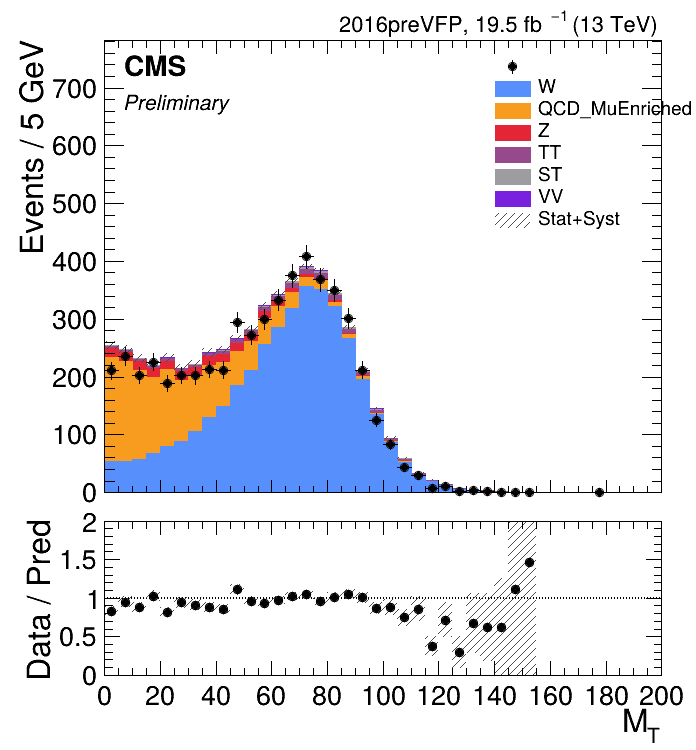 2016preVFP, 19.5 fb⁻¹ (13 TeV)
CMS
Preliminary
W
QCD_MuEnriched
Z
TT
ST
VV
Stat+Syst
Events / 5 GeV
700
600
500
400
300
200
100
0
Data / Pred
2
1.5
1
0.5
0
0 20 40 60 80 100 120 140 160 180 200
M_T